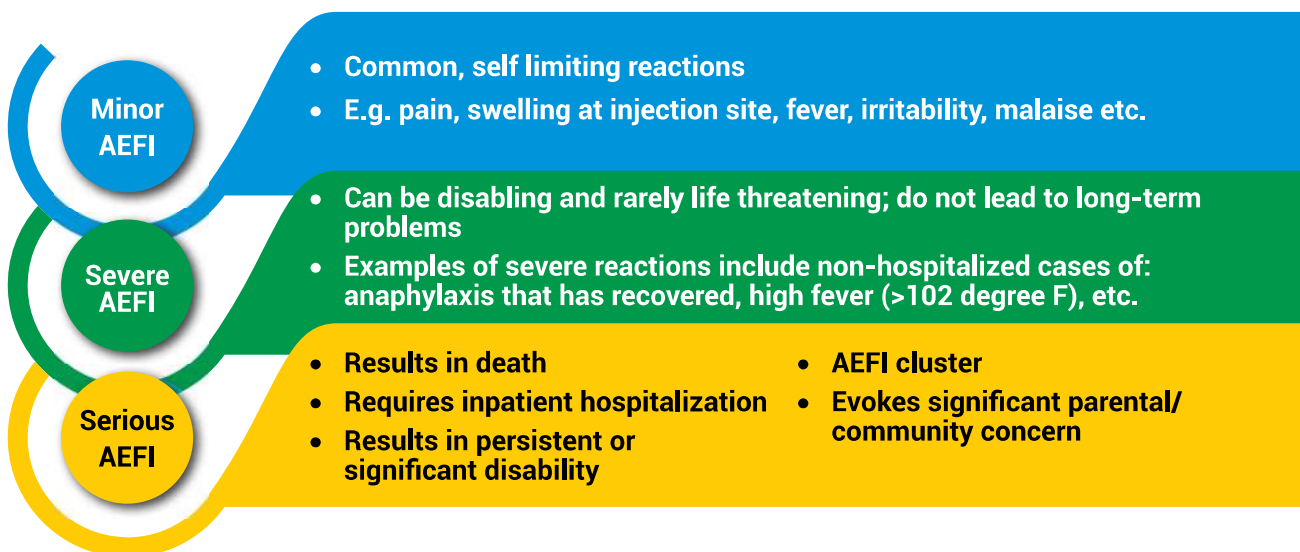 Minor
AEFI
• Common, self limiting reactions
• E.g. pain, swelling at injection site, fever, irritability, malaise etc.
Severe
AEFI
• Can be disabling and rarely life threatening; do not lead to long-term
problems
• Examples of severe reactions include non-hospitalized cases of:
anaphylaxis that has recovered, high fever (>102 degree F), etc.
Serious
AEFI
• Results in death
• Requires inpatient hospitalization
• Results in persistent or
significant disability
• AEFI cluster
• Evokes significant parental/
community concern